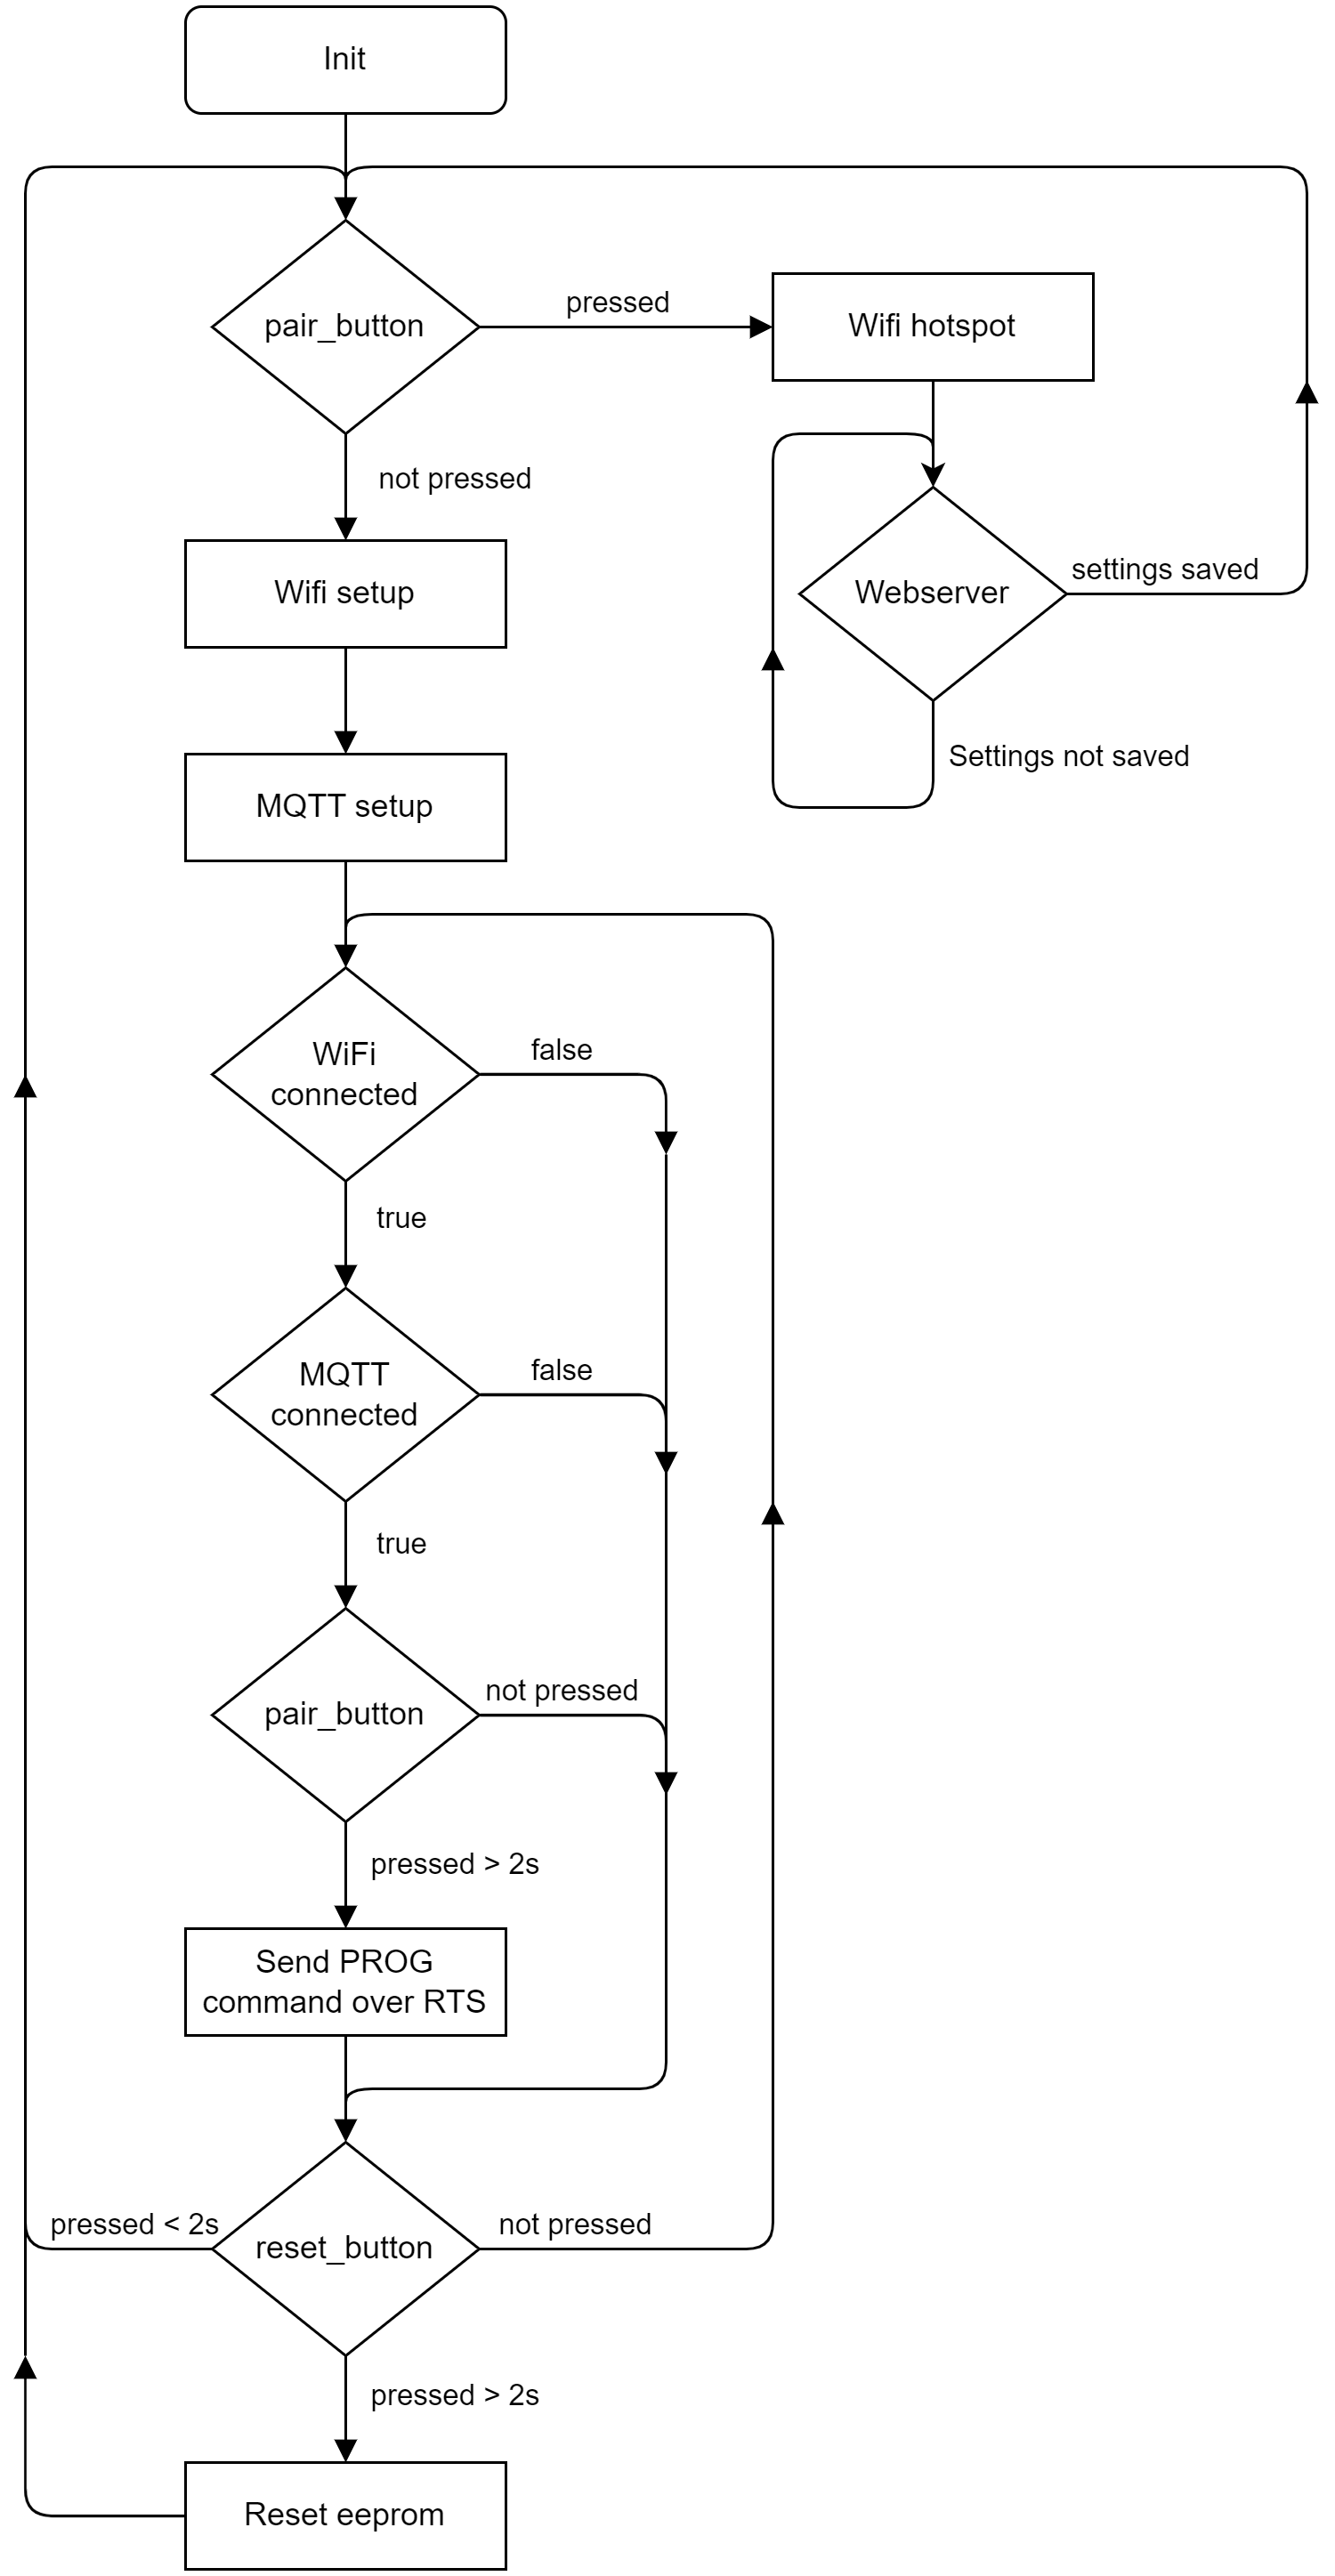 Init
pair_button
pressed
Wifi hotspot
not pressed
Wifi setup
Webserver
settings saved
Settings not saved
MQTT setup
WiFi
connected
false
true
MQTT
connected
false
true
pair_button
not pressed
pressed > 2s
Send PROG
command over RTS
pressed < 2s
reset_button
not pressed
pressed > 2s
Reset eeprom